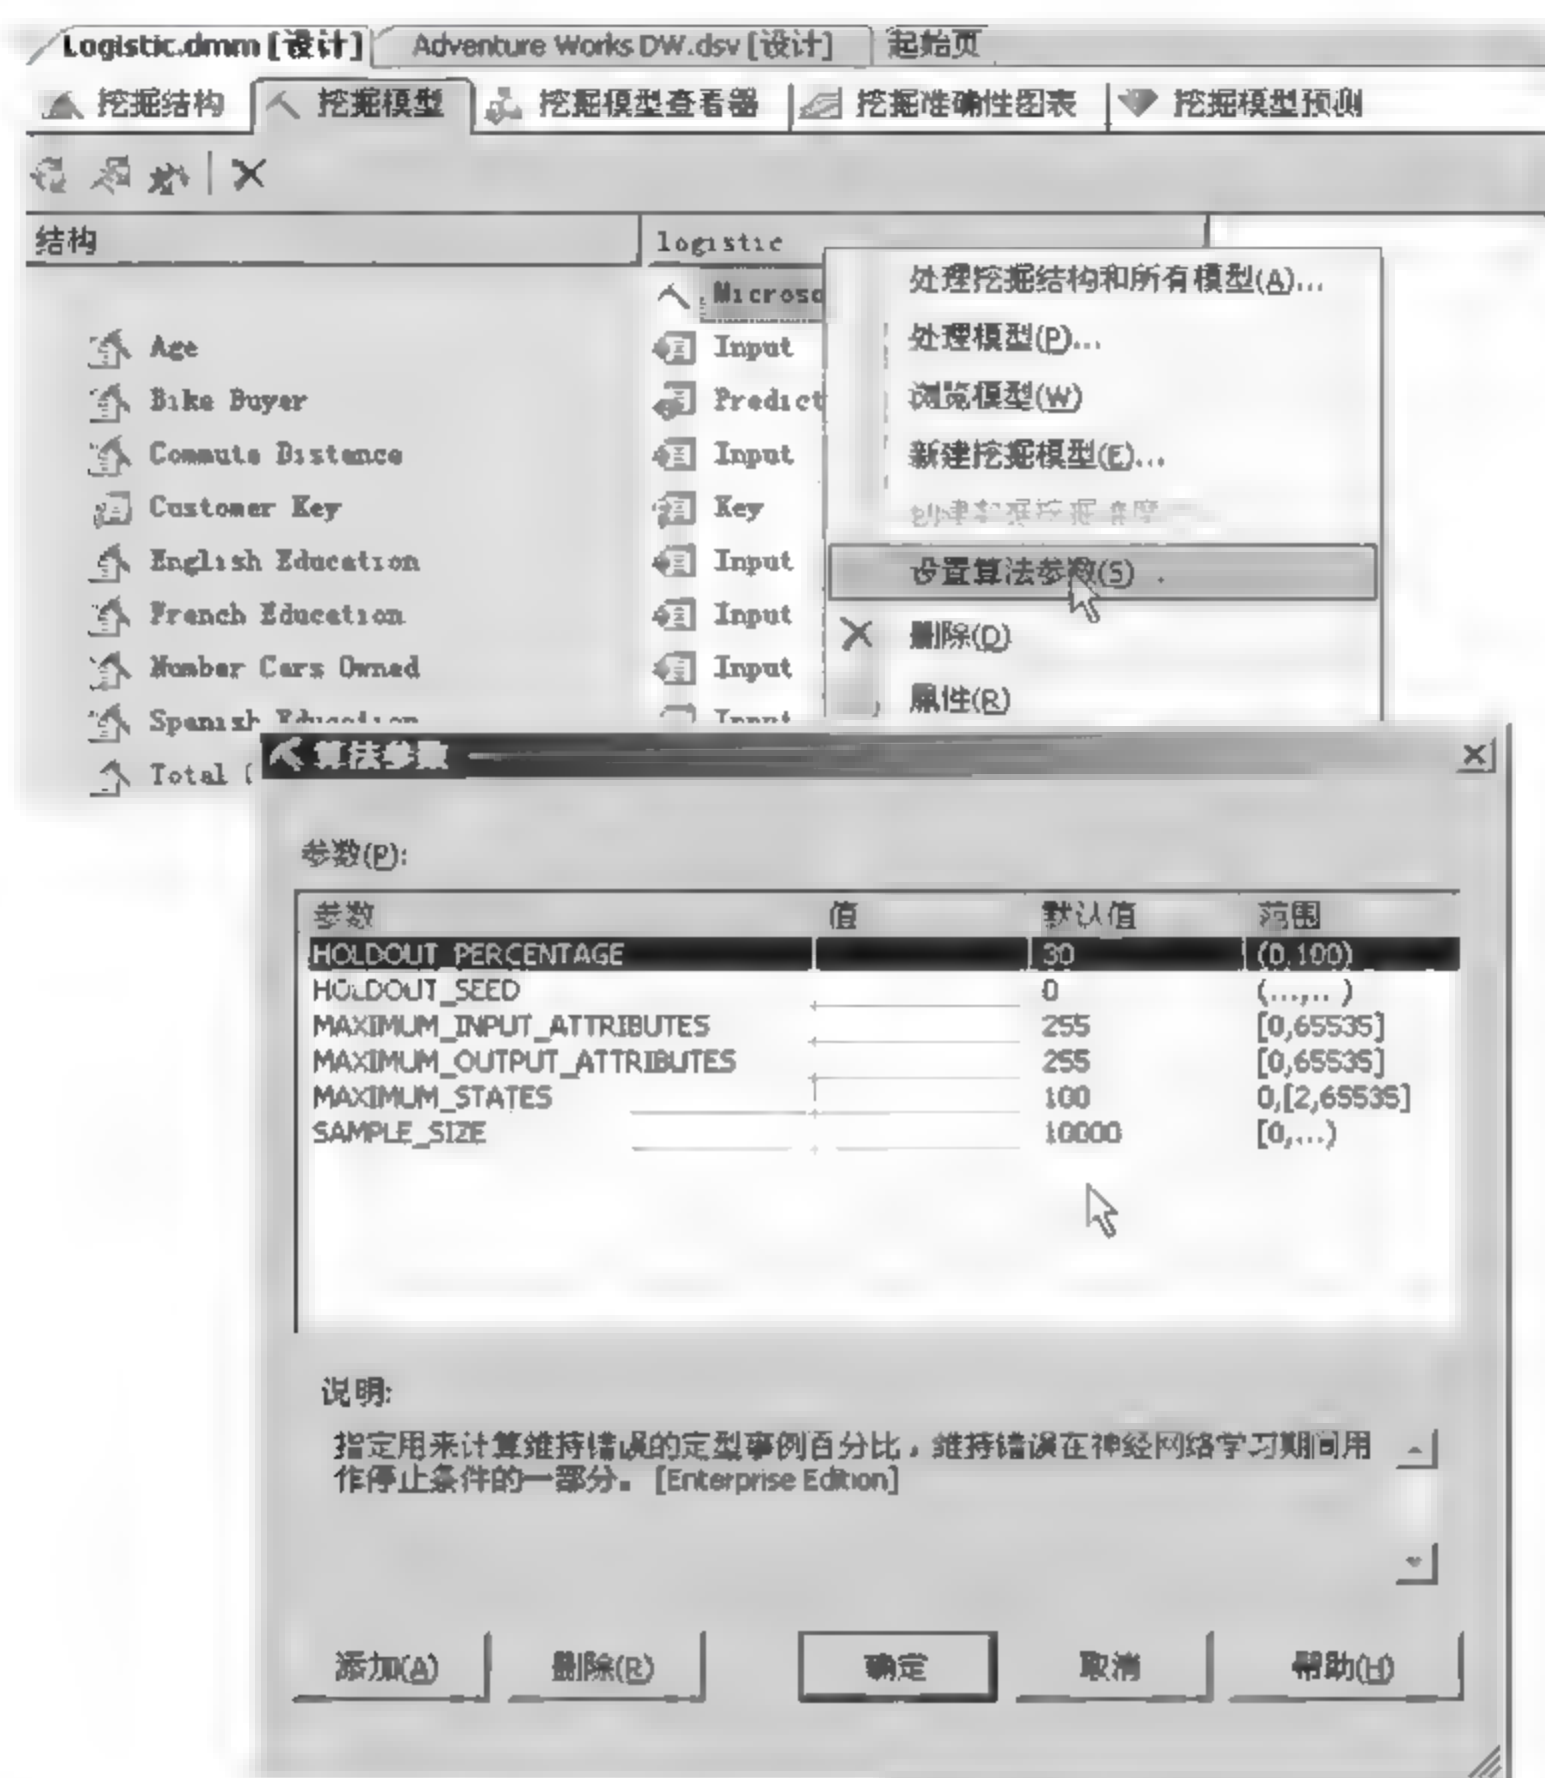 Logistic.dmm [设计] Adventure Works DW.dsv [设计] 起始页
挖掘结构 挖掘模型 挖掘模型查看器 挖掘准确性图表 挖掘模型预测
结构 logistic
Microso
Age Input
Bike Buyer Predict
Commute Distance Input
Customer Key Key
English Education Input
French Education Input
Number Cars Owned Input
Spanish Education Input
Total
处理挖掘结构和所有模型(A)...
处理模型(P)...
浏览模型(W)
新建挖掘模型(E)...
设置算法参数(S)
删除(D)
属性(R)
算法参数
参数(P):
参数 值 默认值 范围
HOLDOUT_PERCENTAGE 30 (0,100)
HOLDOUT_SEED 0 (...,...)
MAXIMUM_INPUT_ATTRIBUTES 255 [0,65535]
MAXIMUM_OUTPUT_ATTRIBUTES 255 [0,65535]
MAXIMUM_STATES 100 0,[2,65535]
SAMPLE_SIZE 10000 [0,...)
说明:
指定用来计算维持错误的定型事例百分比，维持错误在神经网络学习期间用
作停止条件的一部分。[Enterprise Edition]
添加(A) 删除(R) 确定 取消 帮助(H)